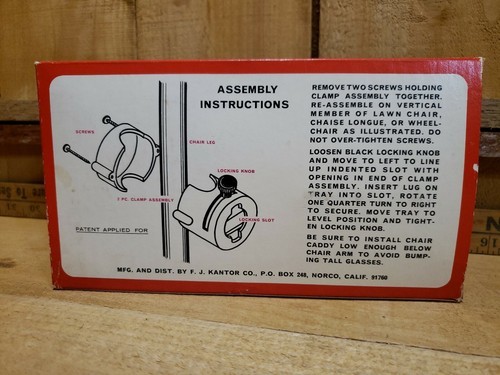 ASSEMBLY
INSTRUCTIONS
SCREWS
CHAIR LEG
LOCKING KNOB
LOCKING SLOT
PATENT APPLIED FOR
REMOVE TWO SCREWS HOLDING
CLAMP ASSEMBLY TOGETHER.
RE-ASSEMBLE ON VERTICAL
MEMBER OF LAWN CHAIR,
CHAISE LONGUE, OR WHEEL-
CHAIR AS ILLUSTRATED. DO
NOT OVER-TIGHTEN SCREWS.
LOOSEN BLACK LOCKING KNOB
AND MOVE TO LEFT TO LINE
UP INDENTED SLOT WITH
OPENING IN END OF CLAMP
ASSEMBLY. INSERT LUG ON
TRAY INTO SLOT, ROTATE
ONE QUARTER TURN TO RIGHT
TO SECURE. MOVE TRAY TO
LEVEL POSITION AND TIGHT-
EN LOCKING KNOB.
BE SURE TO INSTALL CHAIR
CADDY LOW ENOUGH BELOW
CHAIR ARM TO AVOID BUMP-
ING TALL GLASSES.
PC. CLAMP ASSEMBLY
MFG. AND DIST. BY F. J. KANTOR CO., P.O. BOX 248, NORCO, CALIF. 91760